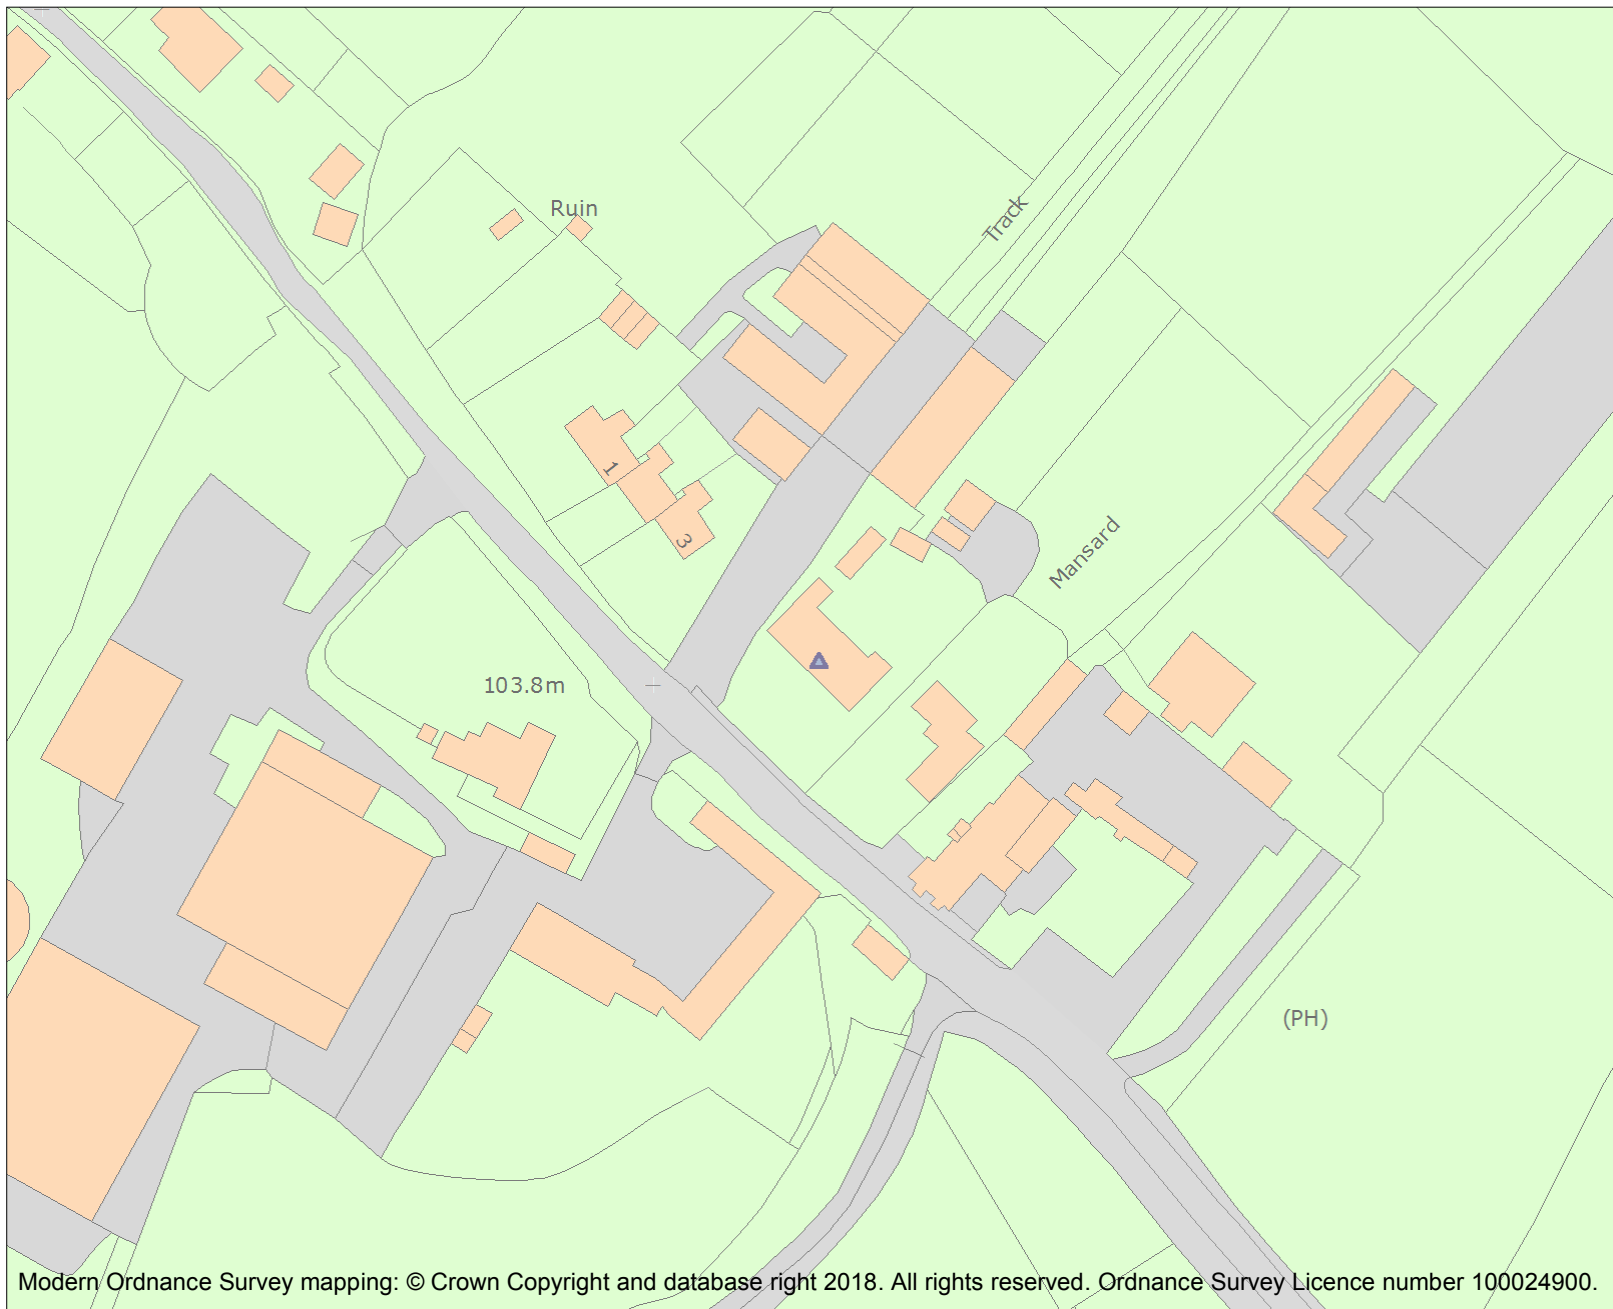 Ruin
Track
1
Mansard
3
103.8m
(PH)
Modern Ordnance Survey mapping: © Crown Copyright and database right 2018. All rights reserved. Ordnance Survey Licence number 100024900.